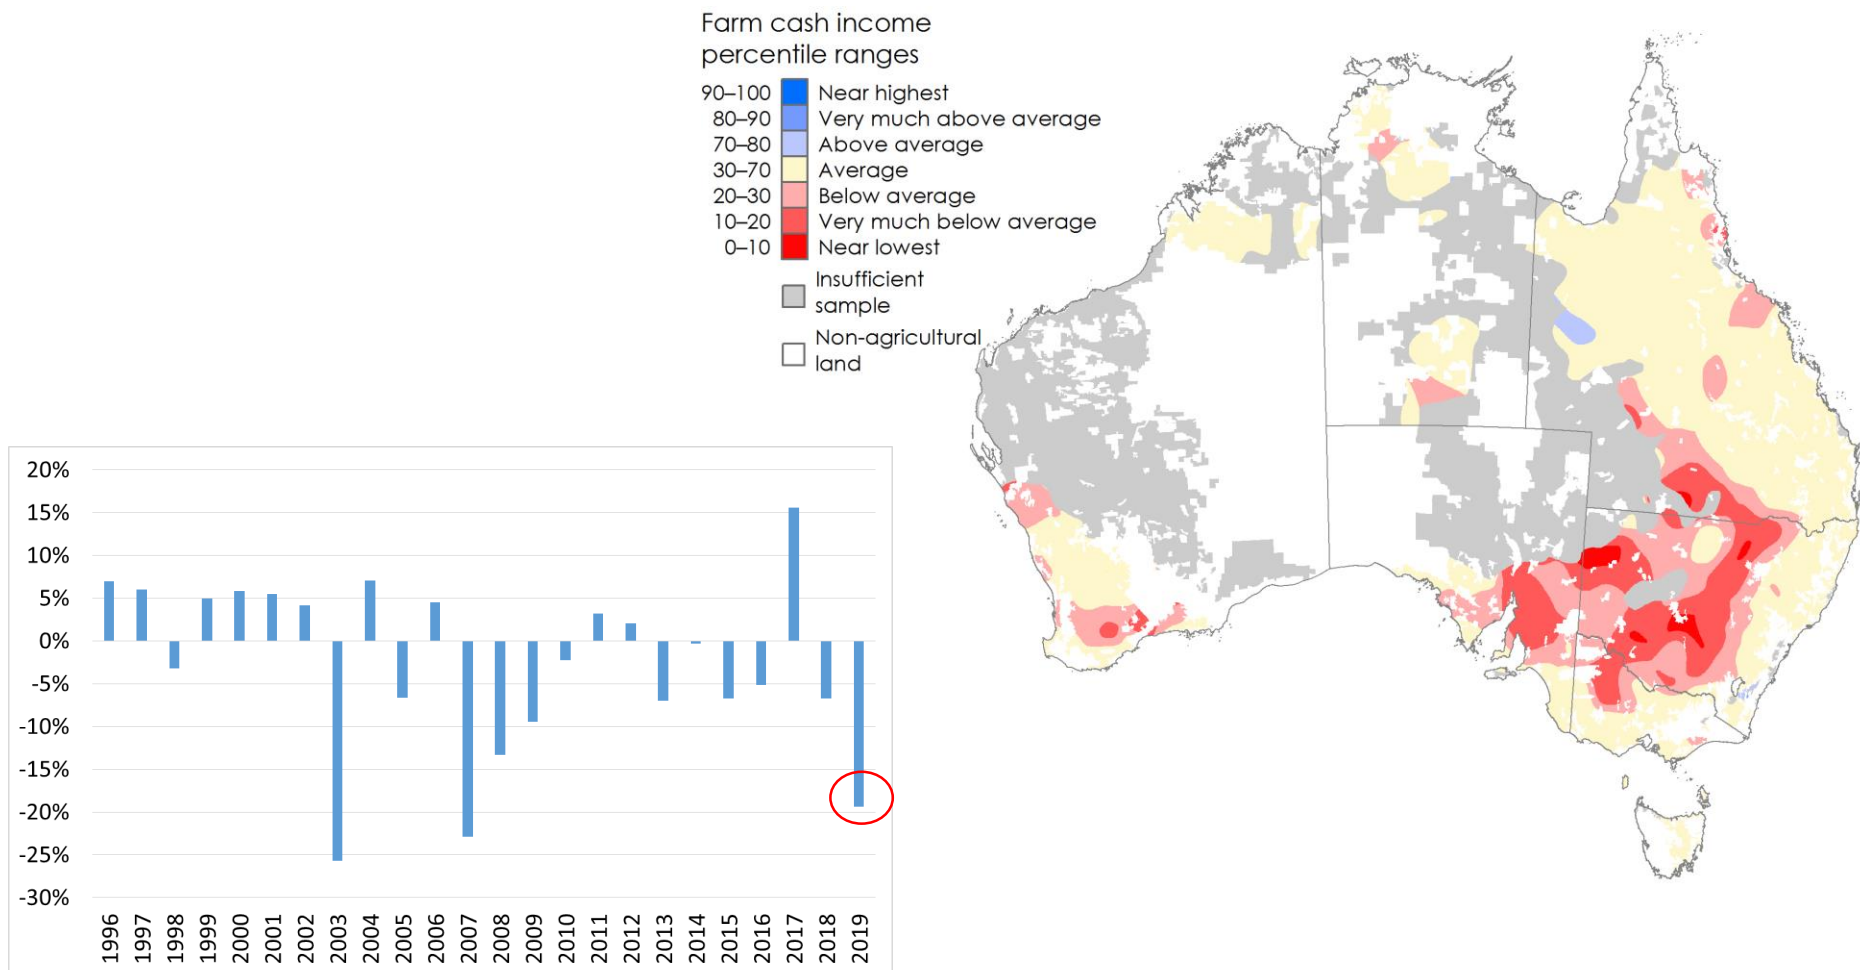 Farm cash income
percentile ranges
90–100 Near highest
80–90 Very much above average
70–80 Above average
30–70 Average
20–30 Below average
10–20 Very much below average
0–10 Near lowest
Insufficient
sample
Non-agricultural
land
20%
15%
10%
5%
0%
-5%
-10%
-15%
-20%
-25%
-30%
1996 1997 1998 1999 2000 2001 2002 2003 2004 2005 2006 2007 2008 2009 2010 2011 2012 2013 2014 2015 2016 2017 2018 2019